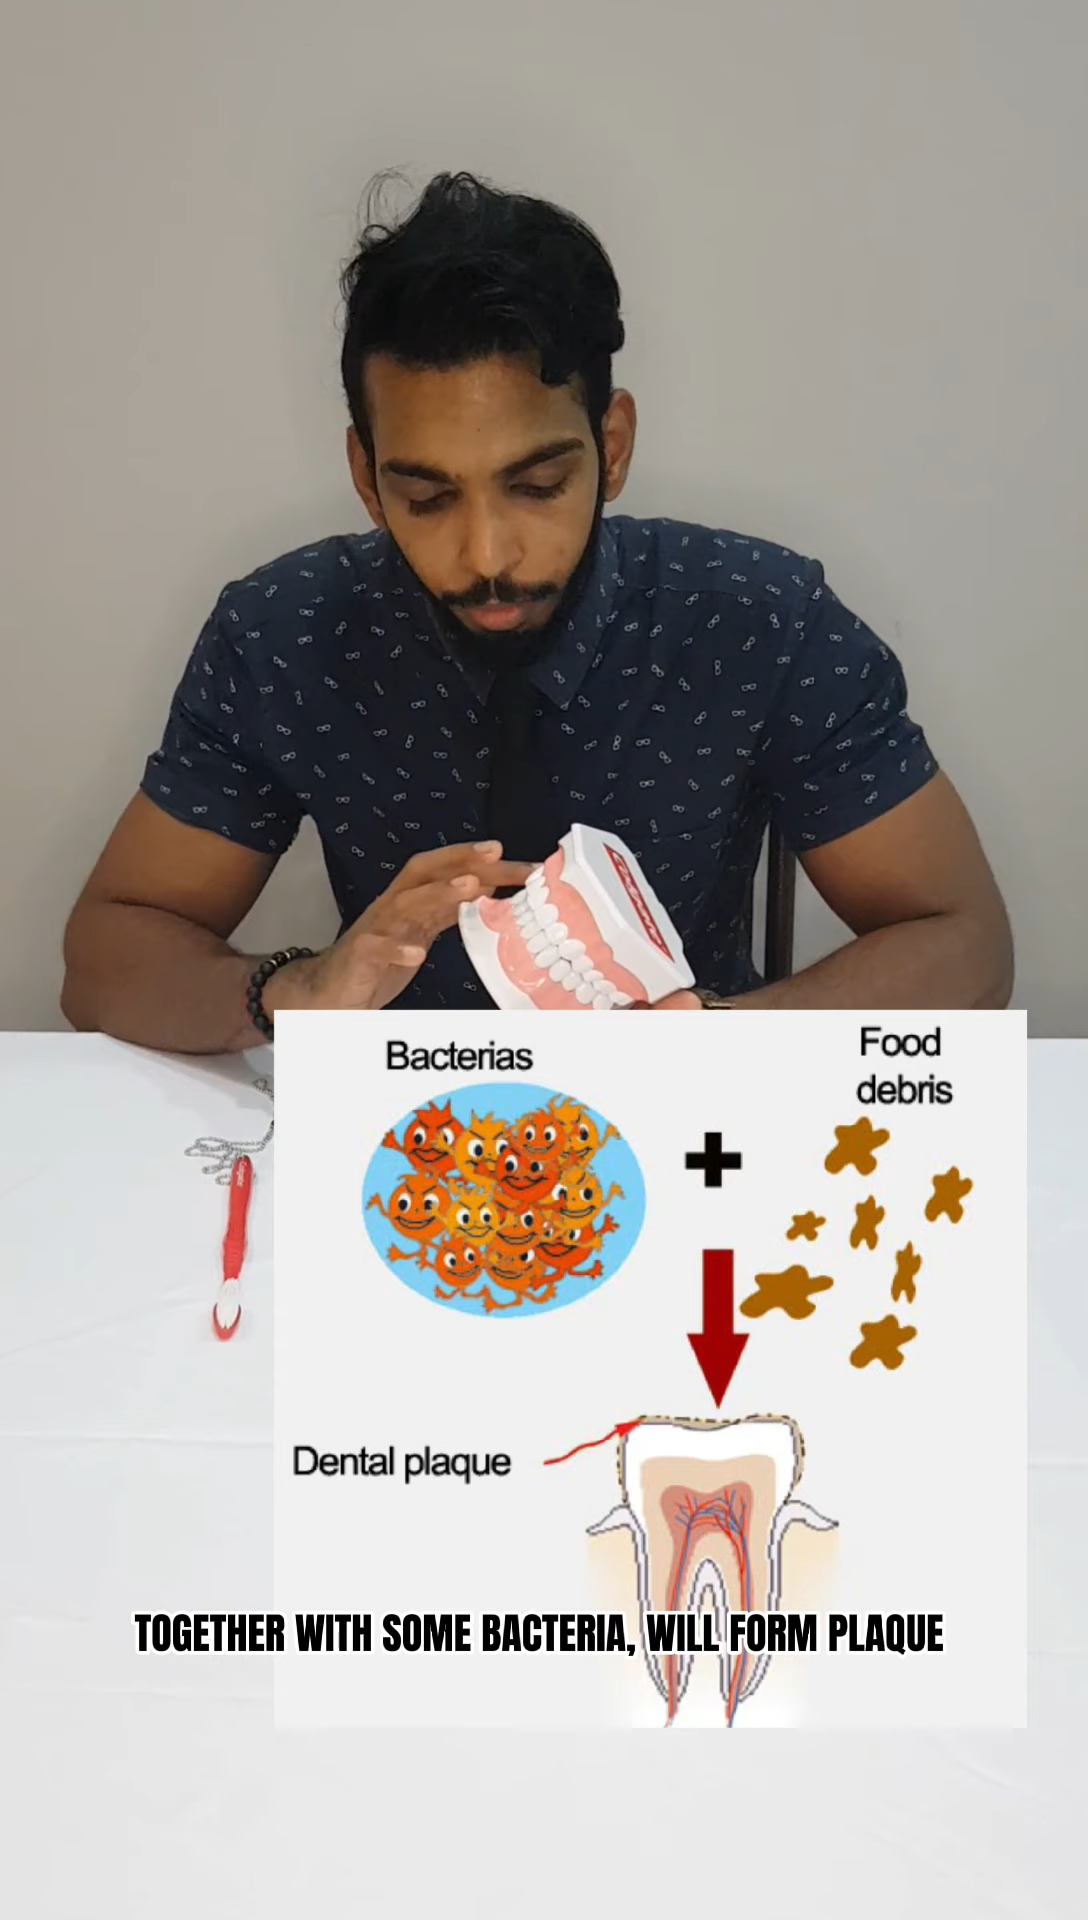 Bacterias
Food
debris
Dental plaque
TOGETHER WITH SOME BACTERIA, WILL FORM PLAQUE